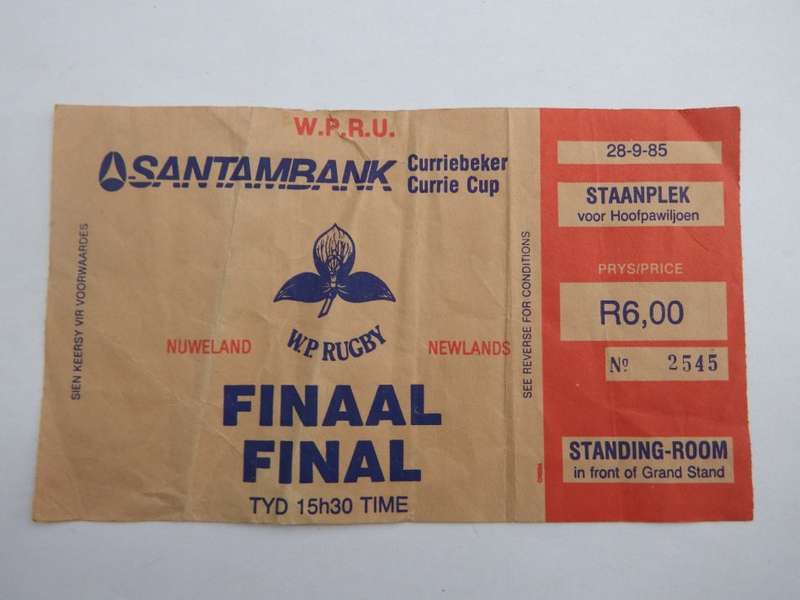 W.P.R.U.
SANTAMBANK
Curriebeker
Currie Cup
SIEN KEERSY VIR VOORWAARDES
W.P. RUGBY
NUWELAND
NEWLANDS
FINAAL
FINAL
TYD 15h30 TIME
SEE REVERSE FOR CONDITIONS
28-9-85
STAANPLEK
voor Hoofpawiljoen
PRYS/PRICE
R6,00
Nº 2545
STANDING-ROOM
in front of Grand Stand